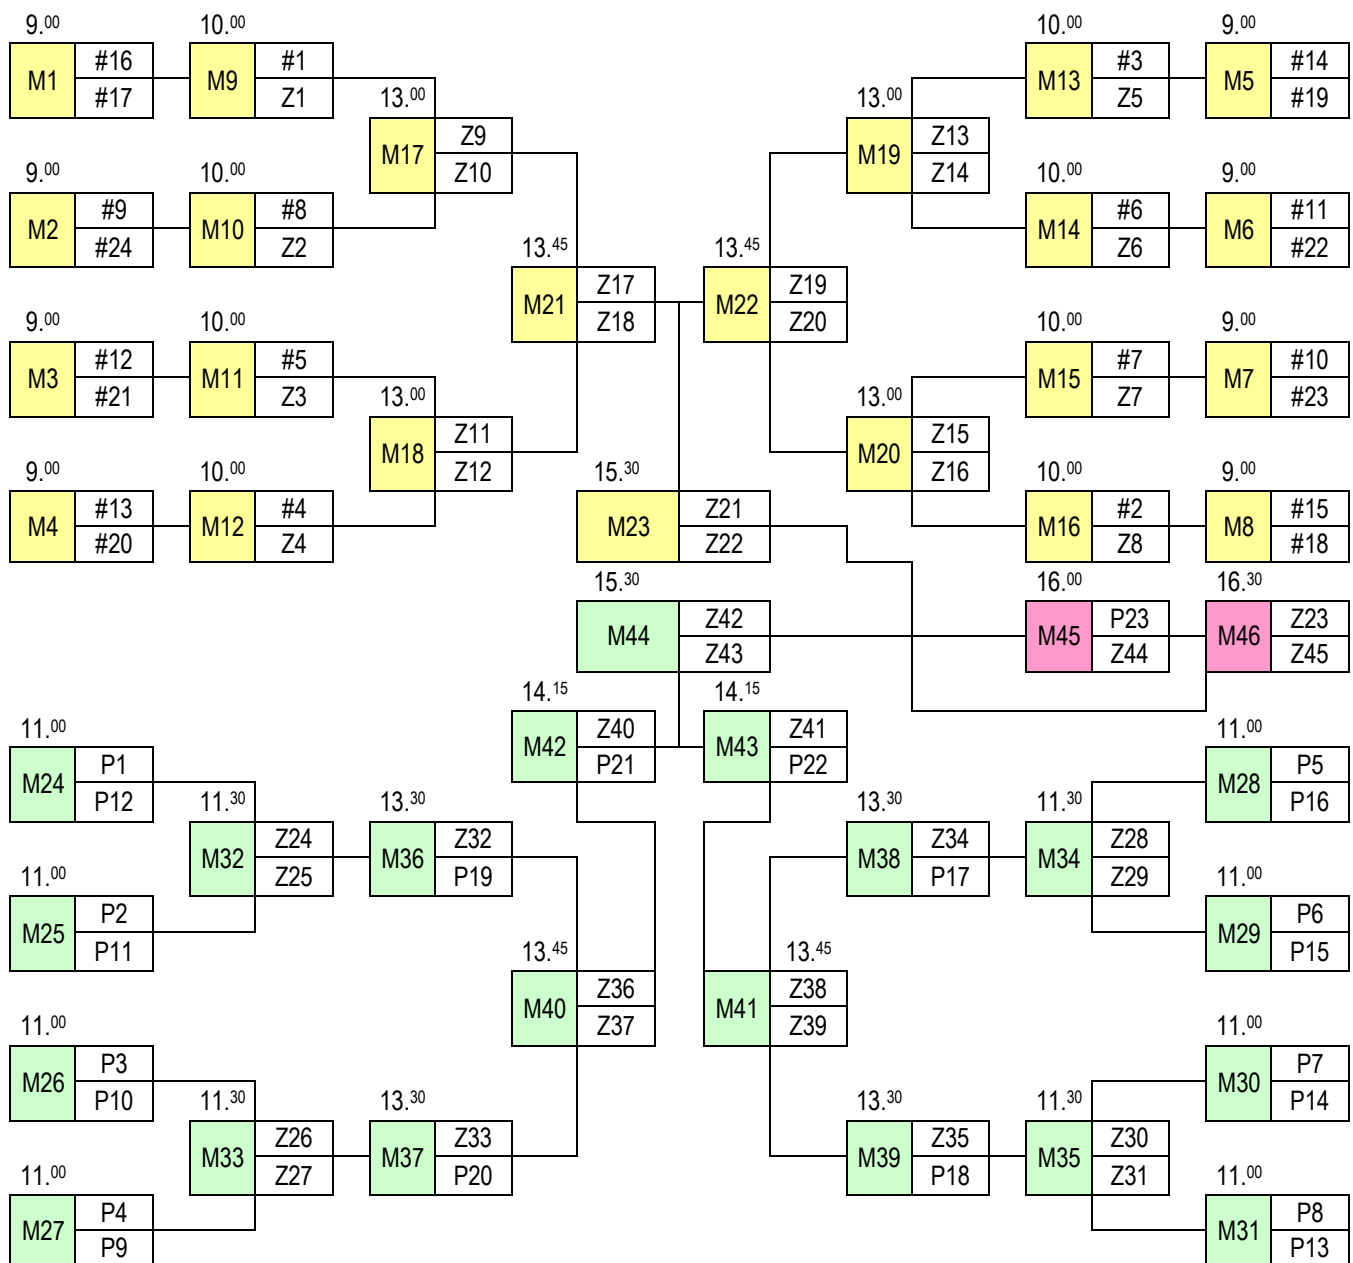 9.00 10.00 10.00 9.00
M1 #16 #17 M9 #1 Z1 M13 #3 Z5 M5 #14 #19
13.00 13.00
M17 Z9 Z10 M19 Z13 Z14
9.00 10.00 10.00 9.00
M2 #9 #24 M10 #8 Z2 M14 #6 Z6 M6 #11 #22
13.45 13.45
M21 Z17 Z18 M22 Z19 Z20
9.00 10.00 10.00 9.00
M3 #12 #21 M11 #5 Z3 M15 #7 Z7 M7 #10 #23
13.00 13.00
M18 Z11 Z12 M20 Z15 Z16
9.00 10.00 15.30 10.00 9.00
M4 #13 #20 M12 #4 Z4 M23 Z21 Z22 M16 #2 Z8 M8 #15 #18
15.30 16.00 16.30
M44 Z42 Z43 M45 P23 Z44 M46 Z23 Z45
14.15 14.15
M42 Z40 P21 M43 Z41 P22
11.00 11.00
M24 P1 P12 M28 P5 P16
11.30 13.30 13.30 11.30
M32 Z24 Z25 M36 Z32 P19 M38 Z34 P17 M34 Z28 Z29
11.00 11.00
M25 P2 P11 M29 P6 P15
13.45 13.45
M40 Z36 Z37 M41 Z38 Z39
11.00 11.00
M26 P3 P10 M30 P7 P14
11.30 13.30 13.30 11.30
M33 Z26 Z27 M37 Z33 P20 M39 Z35 P18 M35 Z30 Z31
11.00 11.00
M27 P4 P9 M31 P8 P13